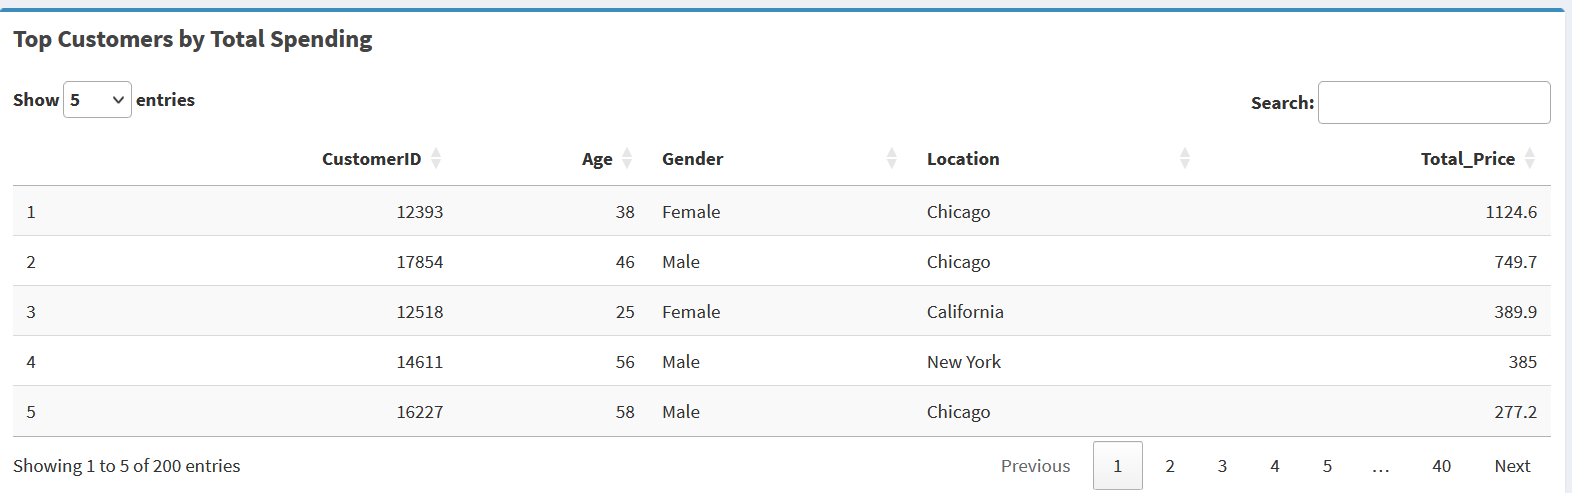 Top Customers by Total Spending
Show 5 entries
Search:
CustomerID Age Gender Location Total_Price
1 12393 38 Female Chicago 1124.6
2 17854 46 Male Chicago 749.7
3 12518 25 Female California 389.9
4 14611 56 Male New York 385
5 16227 58 Male Chicago 277.2
Showing 1 to 5 of 200 entries
Previous 1 2 3 4 5 … 40 Next